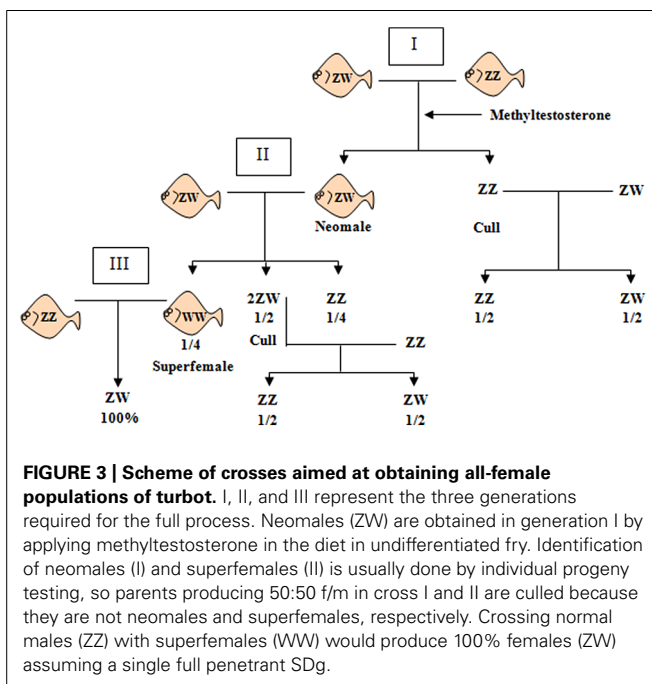 I
ZW
ZZ
Methyltestosterone
II
ZW
ZW
Neomale
ZZ
ZW
Cull
III
ZZ
WW
1/4
Superfemale
2ZW
1/2
Cull
ZZ
1/4
ZZ
ZZ
1/2
ZW
1/2
ZW
100%
ZZ
1/2
ZW
1/2
FIGURE 3 | Scheme of crosses aimed at obtaining all-female
populations of turbot. I, II, and III represent the three generations
required for the full process. Neomales (ZW) are obtained in generation I by
applying methyltestosterone in the diet in undifferentiated fry. Identification
of neomales (I) and superfemales (II) is usually done by individual progeny
testing, so parents producing 50:50 f/m in cross I and II are culled because
they are not neomales and superfemales, respectively. Crossing normal
males (ZZ) with superfemales (WW) would produce 100% females (ZW)
assuming a single full penetrant SDg.